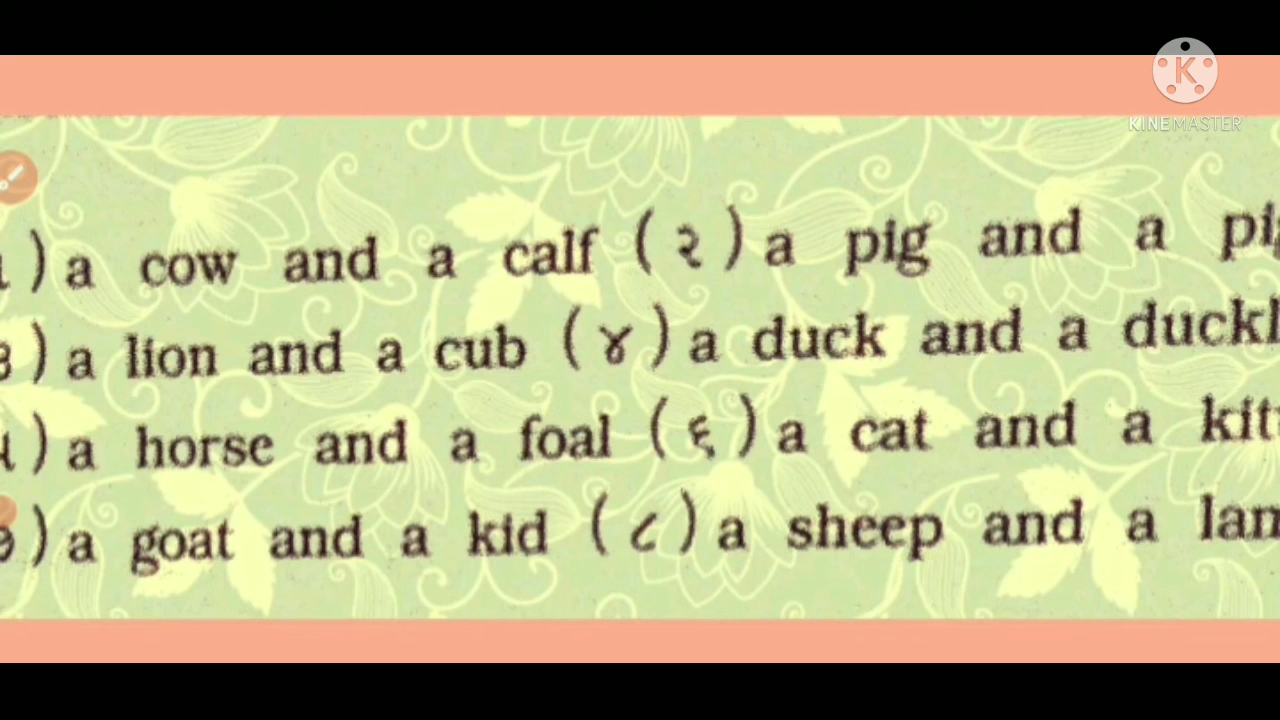 KINEMASTER
) a cow and a calf (२) a pig and a
) a lion and a cub (४) a duck and a
) a horse and a foal (६) a cat and a
) a goat and a kid (८) a sheep and a